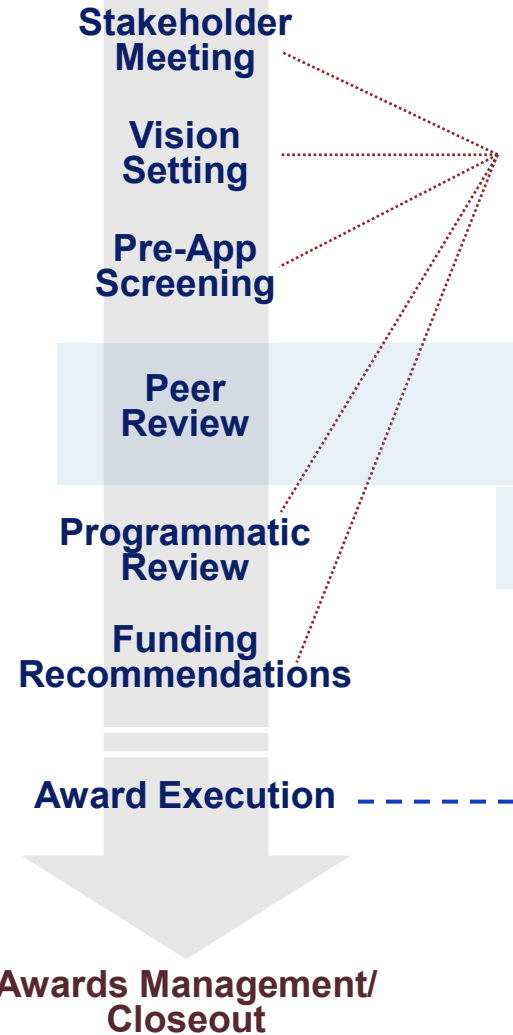 Stakeholder
Meeting
Vision
Setting
Pre-App
Screening
Peer
Review
Programmatic
Review
Funding
Recommendations
Award Execution
Awards Management/
Closeout